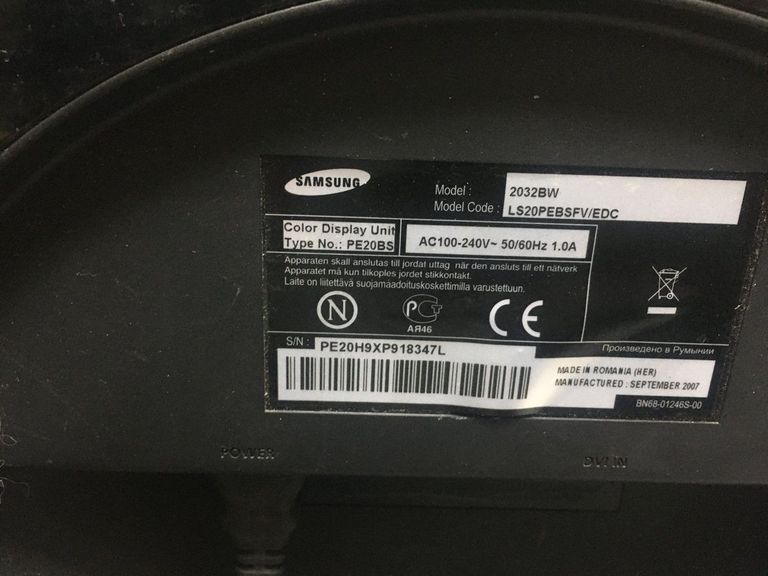 SAMSUNG
Model : 2032BW
Model Code : LS20PEBSFV/EDC
Color Display Unit
Type No.: PE20BS
AC100-240V~ 50/60Hz 1.0A
Apparaten skall anslutas till jordat uttag när den ansluts till ett nätverk
Apparatet må kun tilkoples jordet stikkontakt.
Laite on liitettävä suojamaadoituskoskettimilla varustettuun.
N
РСТ
АЯ46
CE
S/N : PE20H9XP918347L
Произведено в Румынии
MADE IN ROMANIA (HER)
MANUFACTURED : SEPTEMBER 2007
BN68-01246S-00
POWER
DVI IN